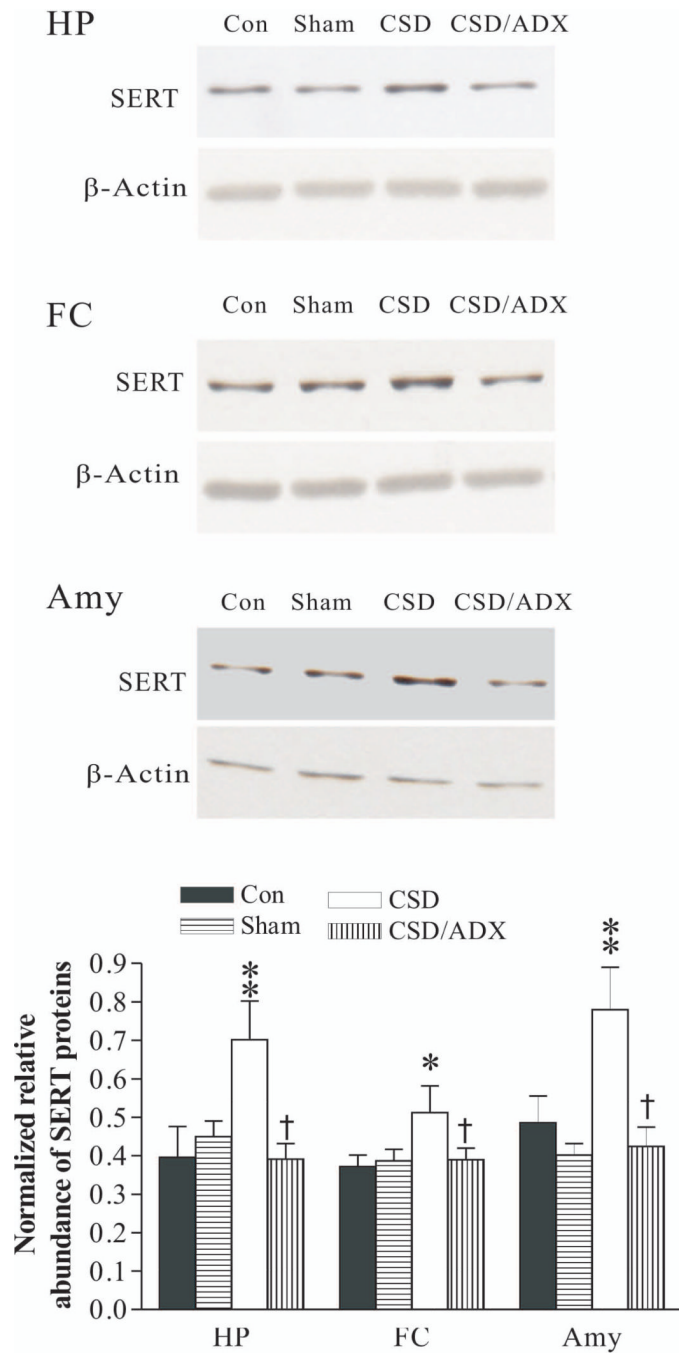 HP
Con Sham CSD CSD/ADX
SERT
β-Actin
FC
Con Sham CSD CSD/ADX
SERT
β-Actin
Amy
Con Sham CSD CSD/ADX
SERT
β-Actin
Con CSD
Sham CSD/ADX
Normalized relative
abundance of SERT proteins
0.9
0.8
0.7
0.6
0.5
0.4
0.3
0.2
0.1
0.0
** † * † ** †
HP FC Amy